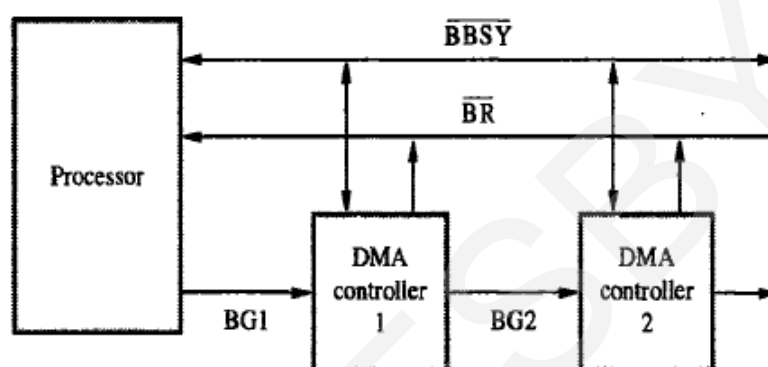 BBSY
BR
Processor
DMA
controller
1
DMA
controller
2
BG1
BG2